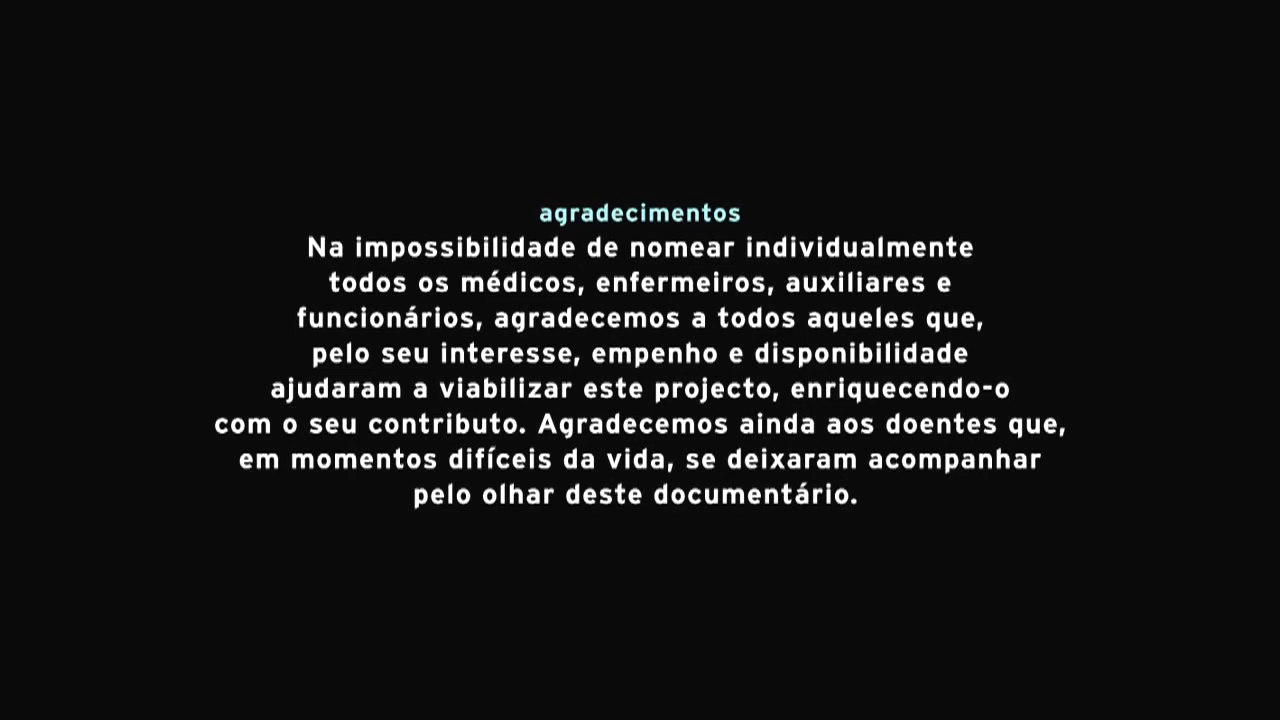 agradecimentos
Na impossibilidade de nomear individualmente
todos os médicos, enfermeiros, auxiliares e
funcionários, agradecemos a todos aqueles que,
pelo seu interesse, empenho e disponibilidade
ajudaram a viabilizar este projecto, enriquecendo-o
com o seu contributo. Agradecemos ainda aos doentes que,
em momentos difíceis da vida, se deixaram acompanhar
pelo olhar deste documentário.